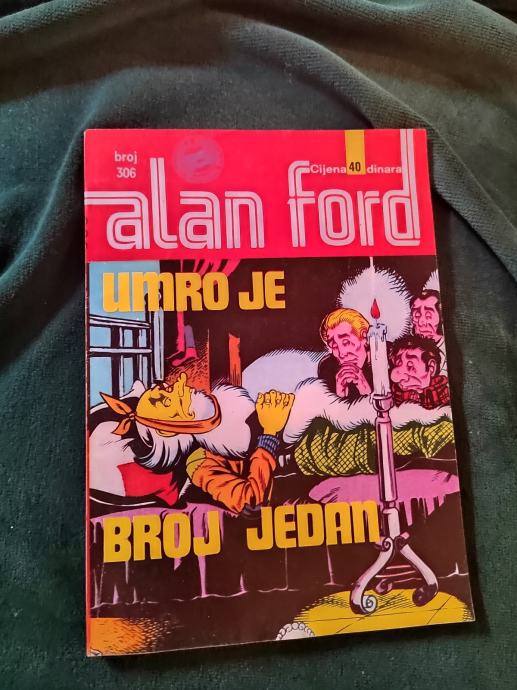 broj
306
Cijena 40 dinara
alan ford
UMRO JE
BROJ JEDAN